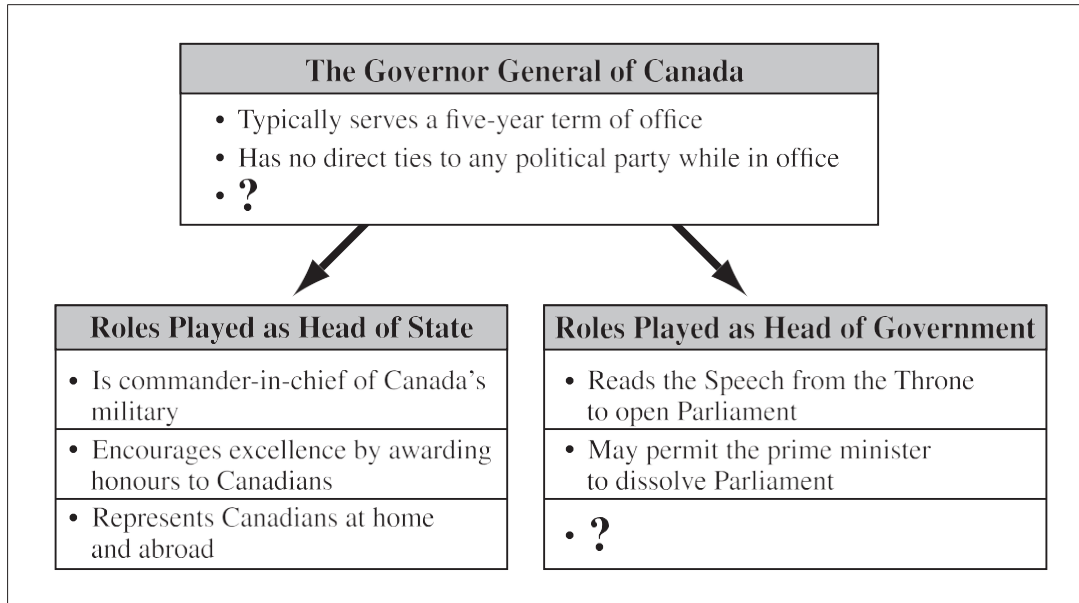 The Governor General of Canada
• Typically serves a five-year term of office
• Has no direct ties to any political party while in office
• ?
Roles Played as Head of State
• Is commander-in-chief of Canada’s
military
• Encourages excellence by awarding
honours to Canadians
• Represents Canadians at home
and abroad
Roles Played as Head of Government
• Reads the Speech from the Throne
to open Parliament
• May permit the prime minister
to dissolve Parliament
• ?